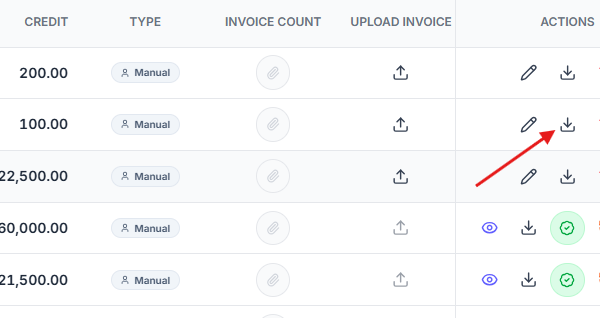 CREDIT TYPE INVOICE COUNT UPLOAD INVOICE ACTIONS
200.00 Manual
100.00 Manual
22,500.00 Manual
60,000.00 Manual
21,500.00 Manual